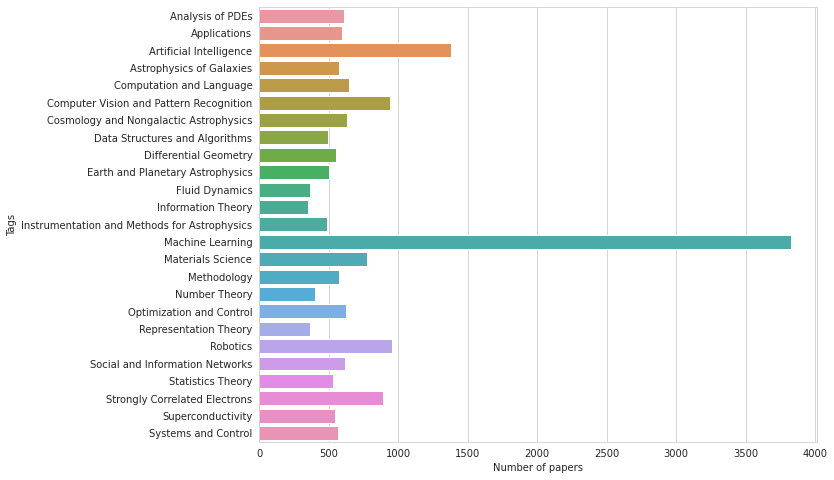 Analysis of PDEs
Applications
Artificial Intelligence
Astrophysics of Galaxies
Computation and Language
Computer Vision and Pattern Recognition
Cosmology and Nongalactic Astrophysics
Data Structures and Algorithms
Differential Geometry
Earth and Planetary Astrophysics
Fluid Dynamics
Information Theory
Instrumentation and Methods for Astrophysics
Machine Learning
Materials Science
Methodology
Number Theory
Optimization and Control
Representation Theory
Robotics
Social and Information Networks
Statistics Theory
Strongly Correlated Electrons
Superconductivity
Systems and Control
Tags
0 500 1000 1500 2000 2500 3000 3500 4000
Number of papers